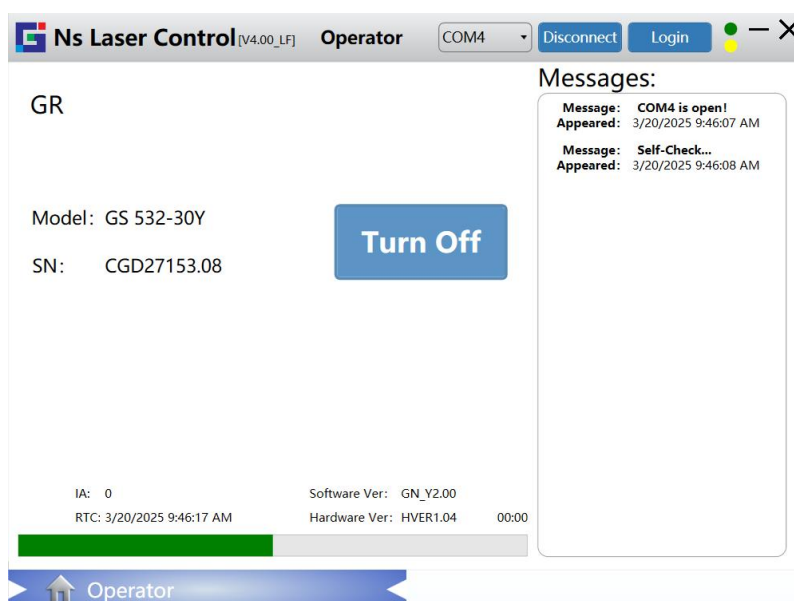 Ns Laser Control [V4.00_LF] Operator COM4 Disconnect Login
Messages:
GR
Message: COM4 is open!
Appeared: 3/20/2025 9:46:07 AM
Message: Self-Check...
Appeared: 3/20/2025 9:46:08 AM
Model: GS 532-30Y
Turn Off
SN: CGD27153.08
IA: 0 Software Ver: GN_Y2.00
RTC: 3/20/2025 9:46:17 AM Hardware Ver: HVER1.04 00:00
Operator